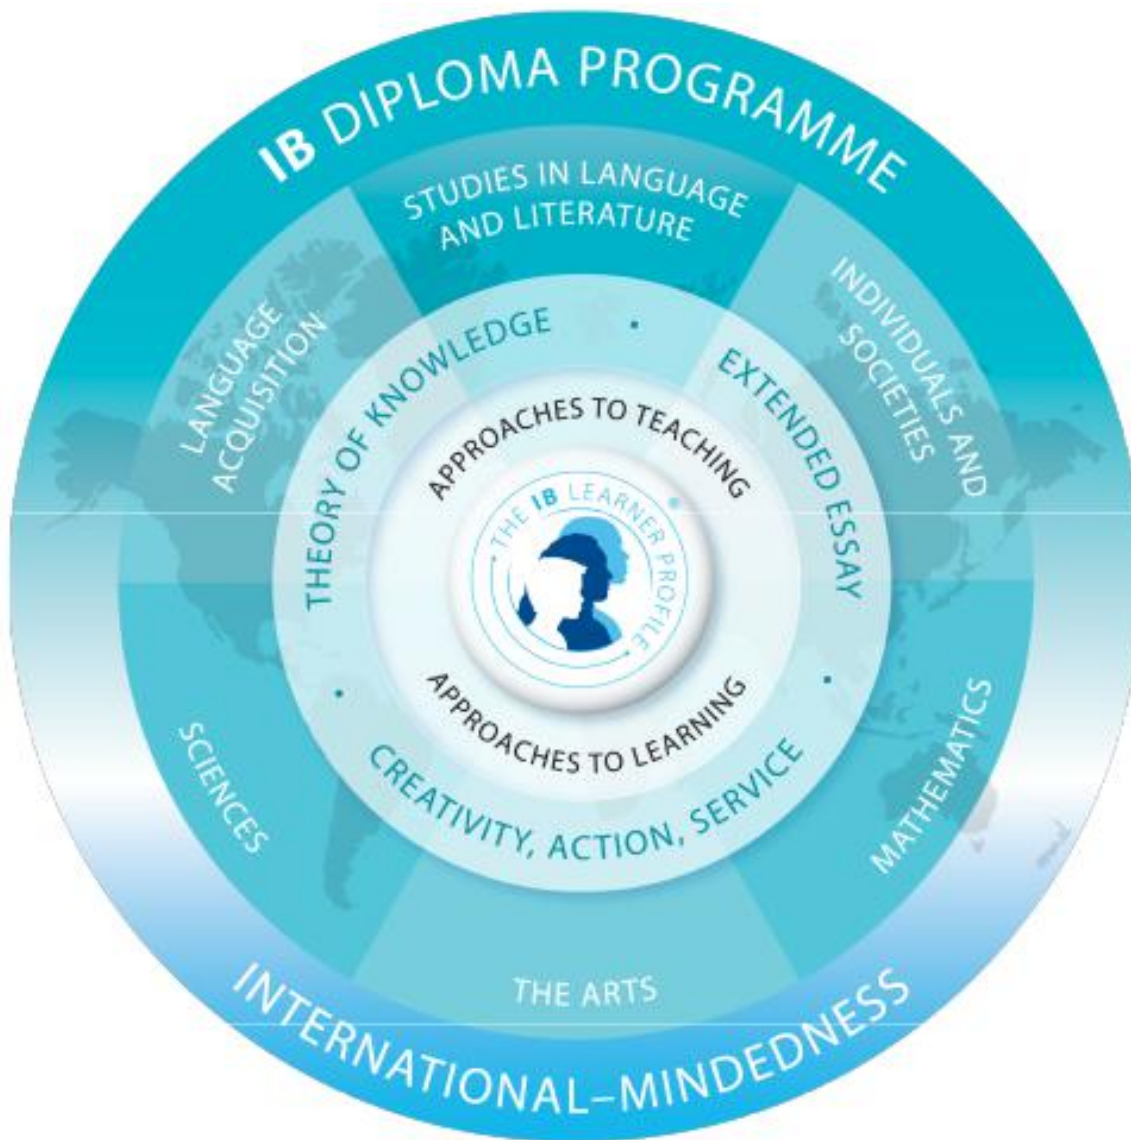 IB DIPLOMA PROGRAMME
STUDIES IN LANGUAGE
AND LITERATURE
LANGUAGE
ACQUISITION
INDIVIDUALS AND
SOCIETIES
THEORY OF KNOWLEDGE
EXTENDED ESSAY
APPROACHES TO TEACHING
THE IB LEARNER PROFILE
®
APPROACHES TO LEARNING
CREATIVITY, ACTION, SERVICE
SCIENCES
MATHEMATICS
THE ARTS
INTERNATIONAL–MINDEDNESS